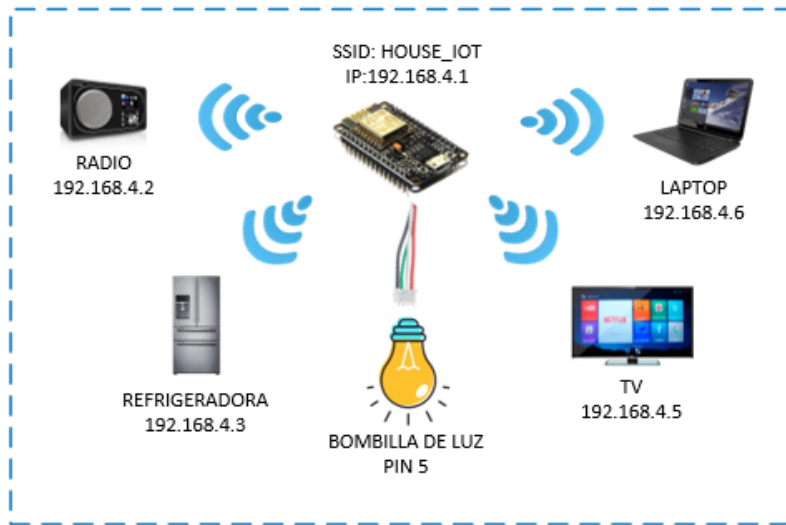 SSID: HOUSE_IOT
IP:192.168.4.1
RADIO
192.168.4.2
LAPTOP
192.168.4.6
NETFLIX
REFRIGERADORA
192.168.4.3
TV
192.168.4.5
BOMBILLA DE LUZ
PIN 5